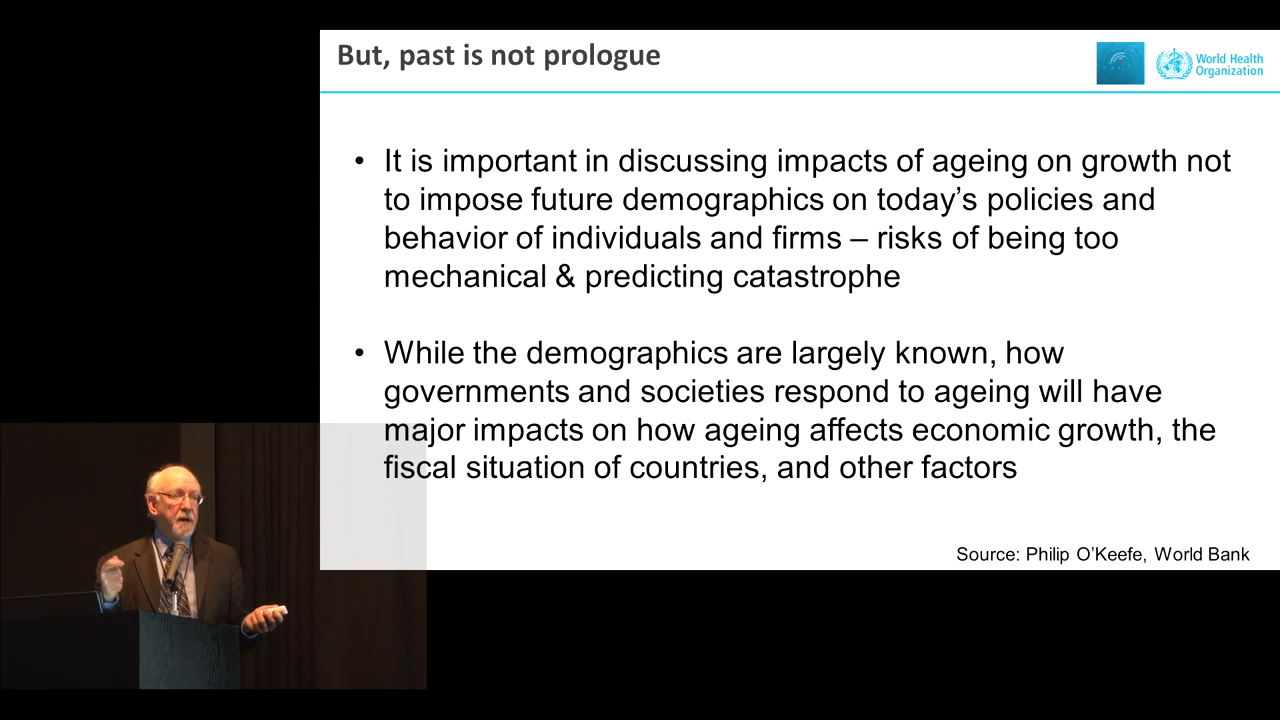 But, past is not prologue
World Health
Organization
• It is important in discussing impacts of ageing on growth not
to impose future demographics on today’s policies and
behavior of individuals and firms – risks of being too
mechanical & predicting catastrophe
• While the demographics are largely known, how
governments and societies respond to ageing will have
major impacts on how ageing affects economic growth, the
fiscal situation of countries, and other factors
Source: Philip O’Keefe, World Bank